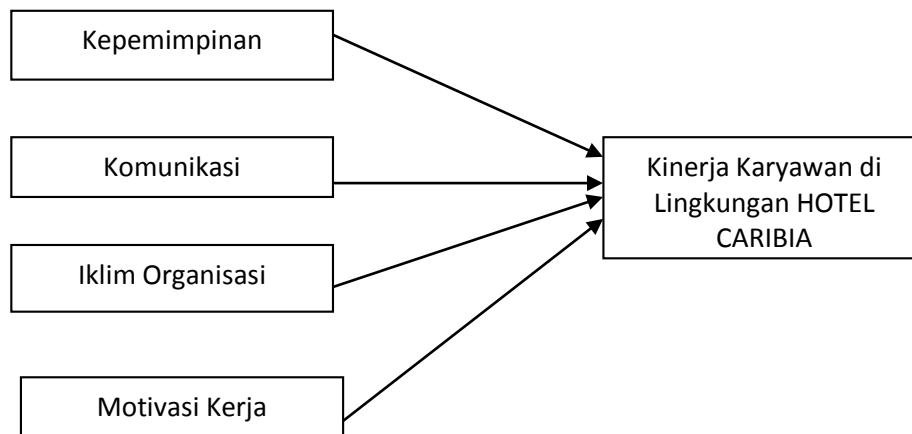 Kepemimpinan
Komunikasi
Iklim Organisasi
Motivasi Kerja
Kinerja Karyawan di
Lingkungan HOTEL
CARIBIA